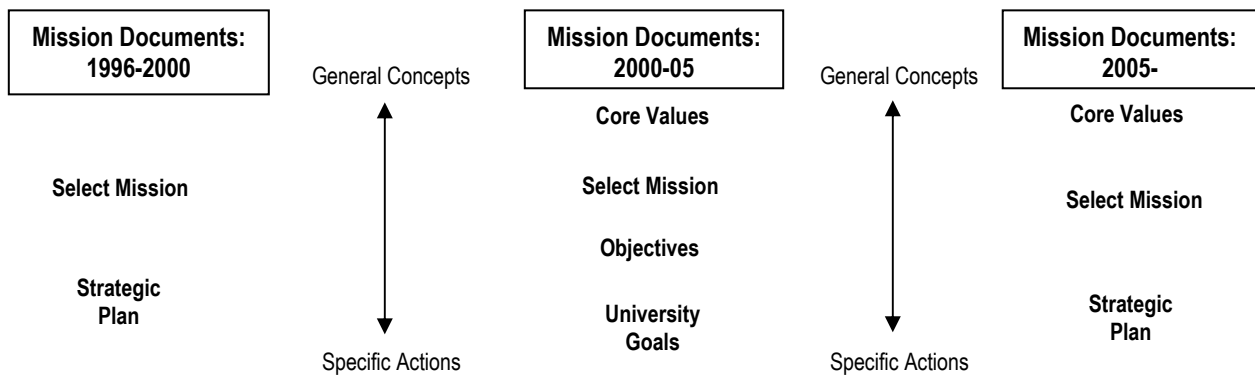 Mission Documents:
1996-2000
Select Mission
Strategic
Plan
General Concepts
Specific Actions
Mission Documents:
2000-05
Core Values
Select Mission
Objectives
University
Goals
General Concepts
Specific Actions
Mission Documents:
2005-
Core Values
Select Mission
Strategic
Plan